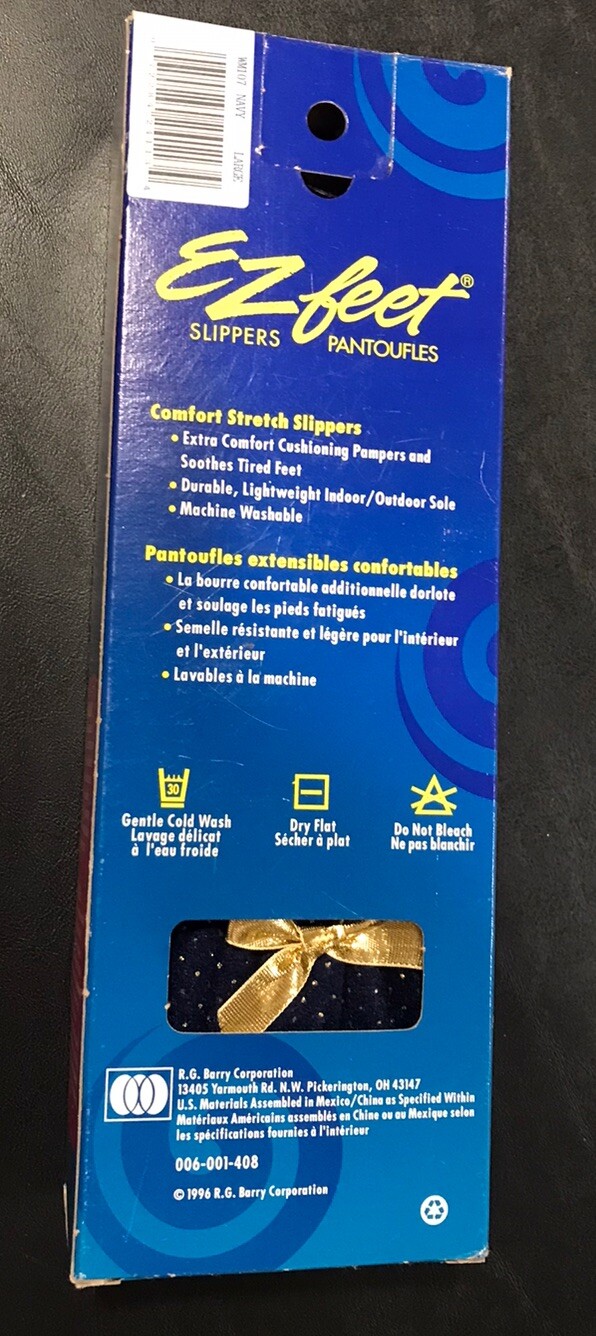 WM107 NAVY LARGE
EZfeet®
SLIPPERS PANTOUFLES
Comfort Stretch Slippers
• Extra Comfort Cushioning Pampers and
Soothes Tired Feet
• Durable, Lightweight Indoor/Outdoor Sole
• Machine Washable
Pantoufles extensibles confortables
• La bourre confortable additionnelle dorlote
et soulage les pieds fatigués
• Semelle résistante et légère pour l'intérieur
et l'extérieur
• Lavables à la machine
30
Gentle Cold Wash
Lavage délicat
à l'eau froide
Dry Flat
Sécher à plat
Do Not Bleach
Ne pas blanchir
R.G. Barry Corporation
13405 Yarmouth Rd. N.W. Pickerington, OH 43147
U.S. Materials Assembled in Mexico/China as Specified Within
Matériaux Américains assemblés en Chine ou au Mexique selon
les spécifications fournies à l'intérieur
006-001-408
© 1996 R.G. Barry Corporation